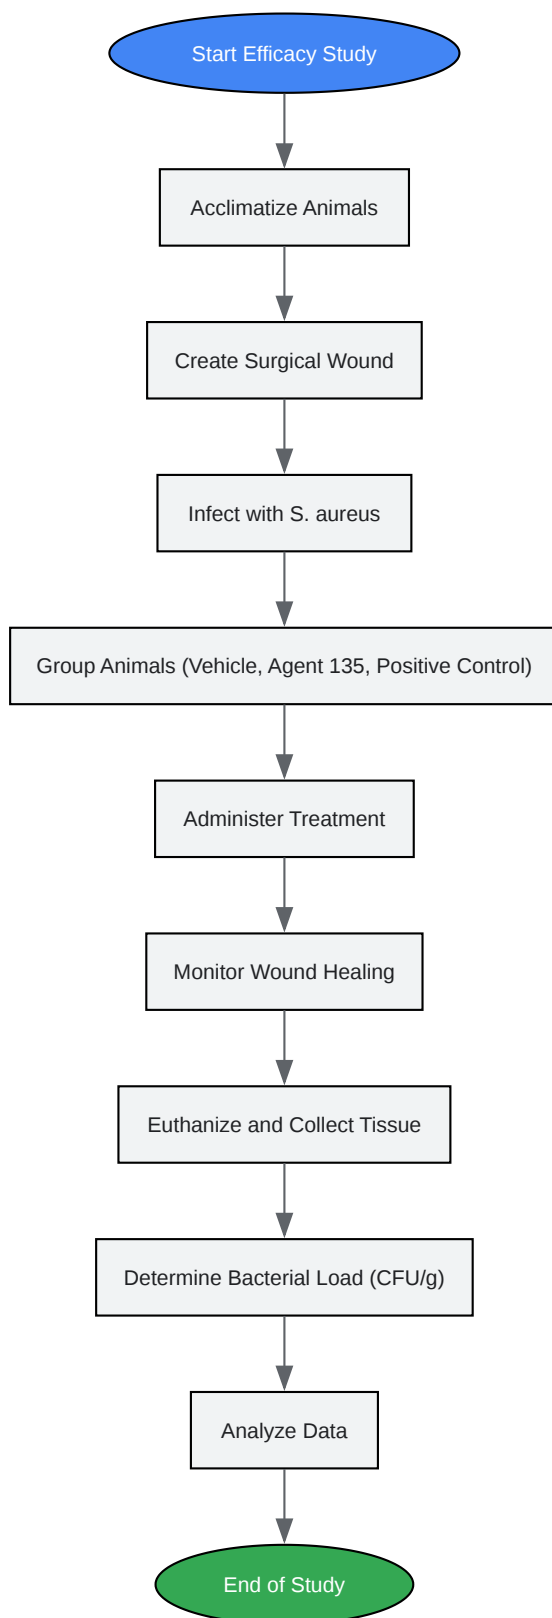 Start Efficacy Study
Acclimatize Animals
Create Surgical Wound
Infect with S. aureus
Group Animals (Vehicle, Agent 135, Positive Control)
Administer Treatment
Monitor Wound Healing
Euthanize and Collect Tissue
Determine Bacterial Load (CFU/g)
Analyze Data
End of Study